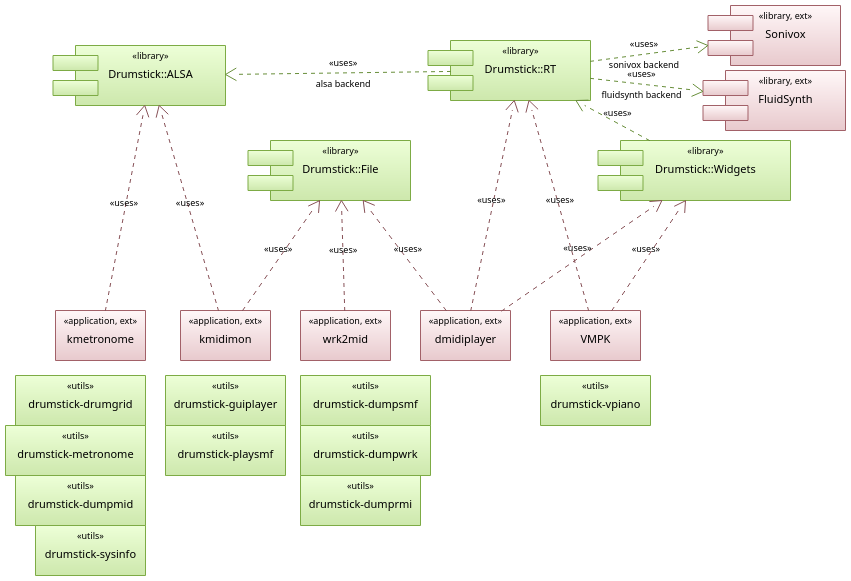 «library, ext»
Sonivox
«library»
Drumstick::ALSA
«uses»
alsa backend
«library»
Drumstick::RT
«uses»
sonivox backend
«uses»
fluidsynth backend
«library, ext»
FluidSynth
«uses»
«library»
Drumstick::File
«library»
Drumstick::Widgets
«uses»
«uses»
«uses»
«uses»
«uses»
«uses»
«uses»
«uses»
«uses»
«application, ext»
kmetronome
«application, ext»
kmidimon
«application, ext»
wrk2mid
«application, ext»
dmidiplayer
«application, ext»
VMPK
«utils»
drumstick-drumgrid
«utils»
drumstick-metronome
«utils»
drumstick-dumpmid
«utils»
drumstick-sysinfo
«utils»
drumstick-guiplayer
«utils»
drumstick-playsmf
«utils»
drumstick-dumpsmf
«utils»
drumstick-dumpwrk
«utils»
drumstick-dumprmi
«utils»
drumstick-vpiano